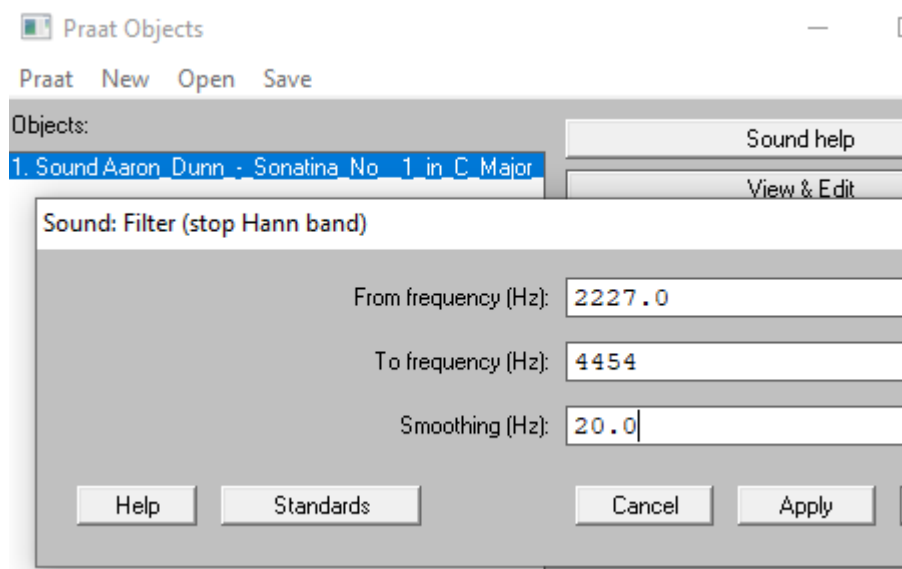 Praat Objects
Praat New Open Save
Objects:
1. Sound Aaron_Dunn_-_Sonatina_No__1_in_C_Major
Sound help
View & Edit
Sound: Filter (stop Hann band)
From frequency (Hz): 2227.0
To frequency (Hz): 4454
Smoothing (Hz): 20.0
Help Standards Cancel Apply